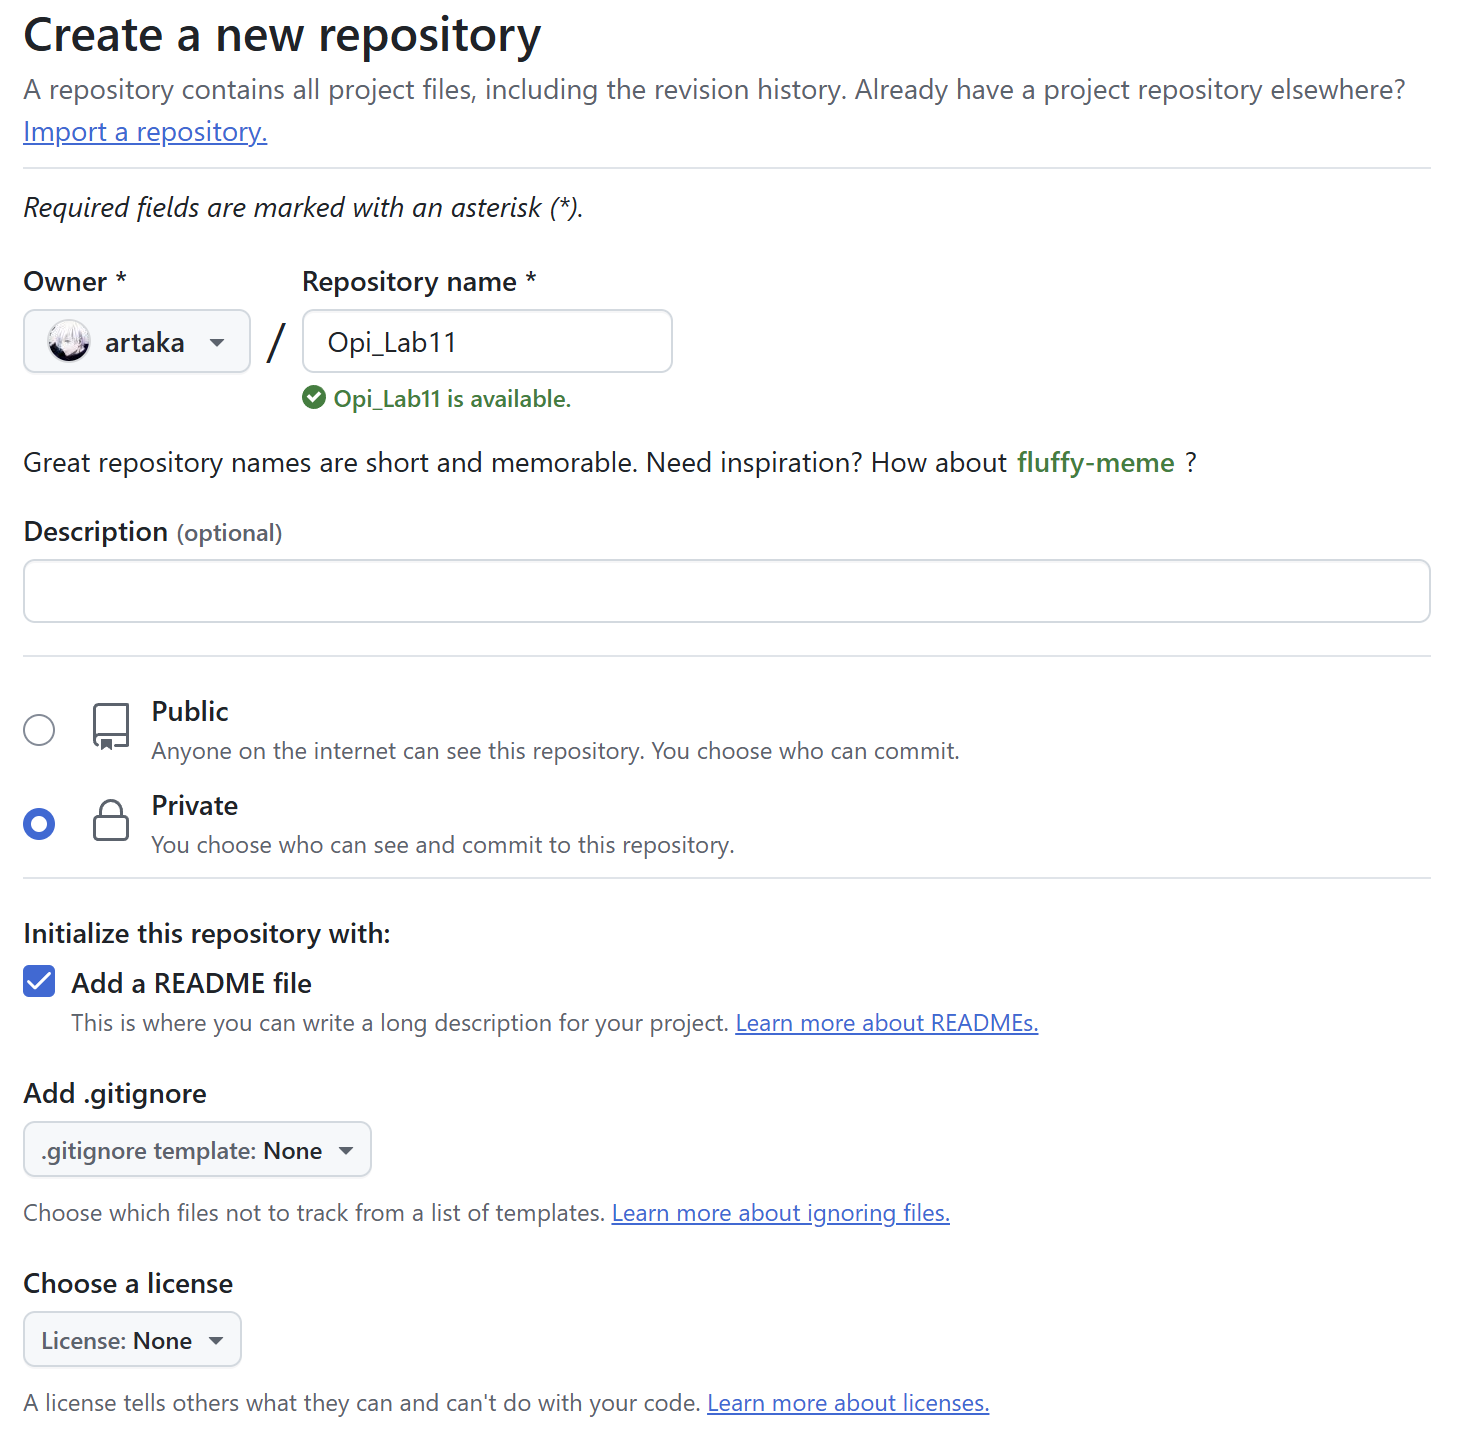 Create a new repository
A repository contains all project files, including the revision history. Already have a project repository elsewhere?
Import a repository.
Required fields are marked with an asterisk (*).
Owner *
Repository name *
artaka
/
Opi_Lab11
Opi_Lab11 is available.
Great repository names are short and memorable. Need inspiration? How about fluffy-meme ?
Description (optional)
Public
Anyone on the internet can see this repository. You choose who can commit.
Private
You choose who can see and commit to this repository.
Initialize this repository with:
Add a README file
This is where you can write a long description for your project. Learn more about READMEs.
Add .gitignore
.gitignore template: None
Choose which files not to track from a list of templates. Learn more about ignoring files.
Choose a license
License: None
A license tells others what they can and can't do with your code. Learn more about licenses.